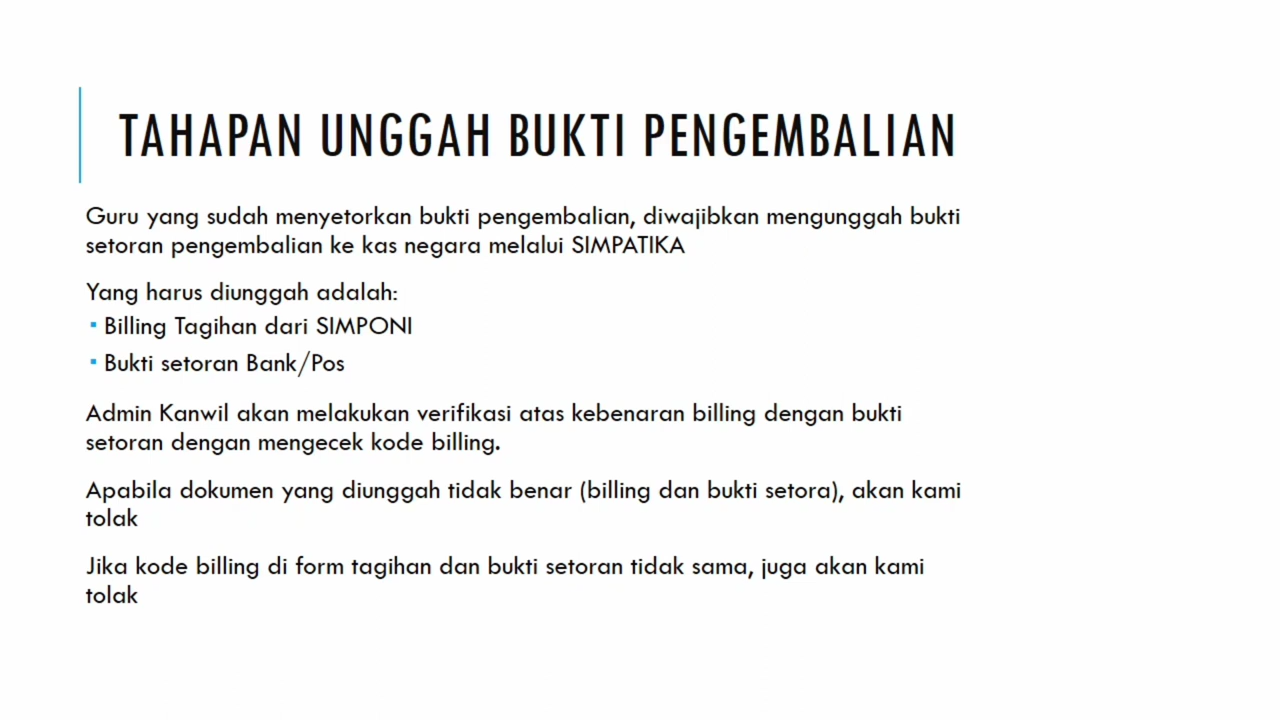 TAHAPAN UNGGAH BUKTI PENGEMBALIAN
Guru yang sudah menyetorkan bukti pengembalian, diwajibkan mengunggah bukti
setoran pengembalian ke kas negara melalui SIMPATIKA
Yang harus diunggah adalah:
▪ Billing Tagihan dari SIMPONI
▪ Bukti setoran Bank/Pos
Admin Kanwil akan melakukan verifikasi atas kebenaran billing dengan bukti
setoran dengan mengecek kode billing.
Apabila dokumen yang diunggah tidak benar (billing dan bukti setora), akan kami
tolak
Jika kode billing di form tagihan dan bukti setoran tidak sama, juga akan kami
tolak